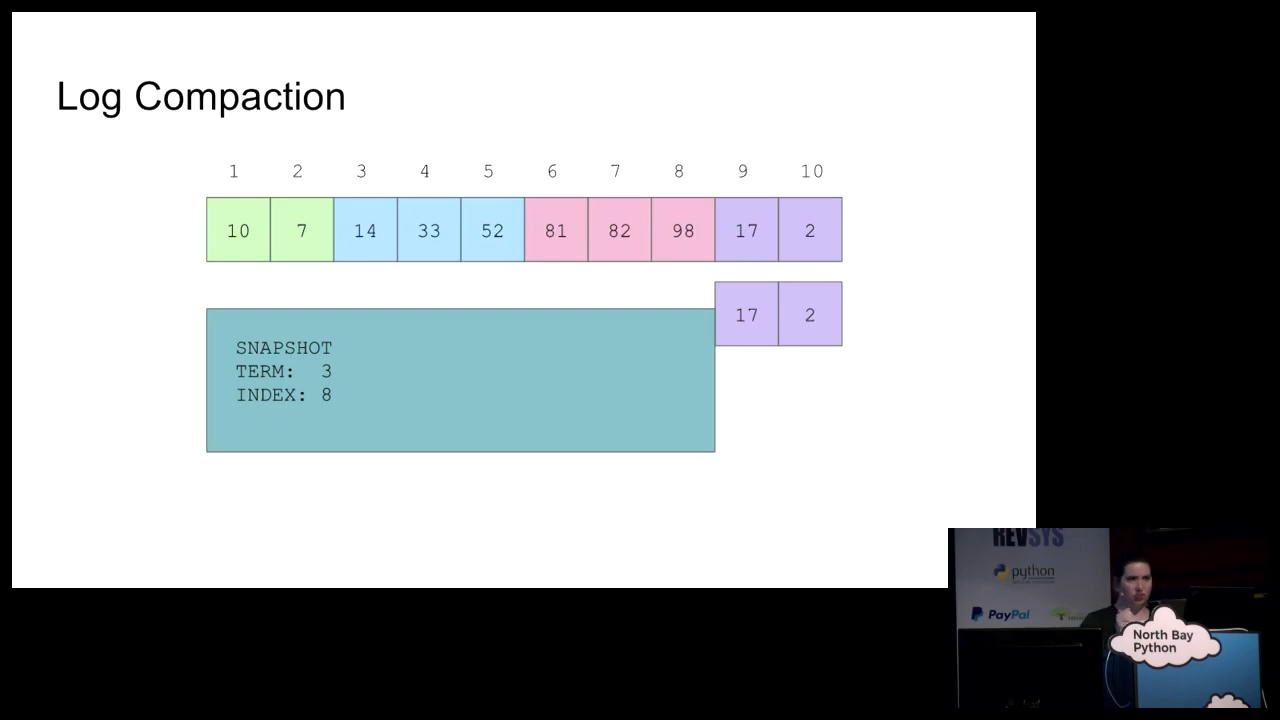 Log Compaction
1 2 3 4 5 6 7 8 9 10
10 7 14 33 52 81 82 98 17 2
17 2
SNAPSHOT
TERM: 3
INDEX: 8
REVSYS
python
PayPal
North Bay
Python